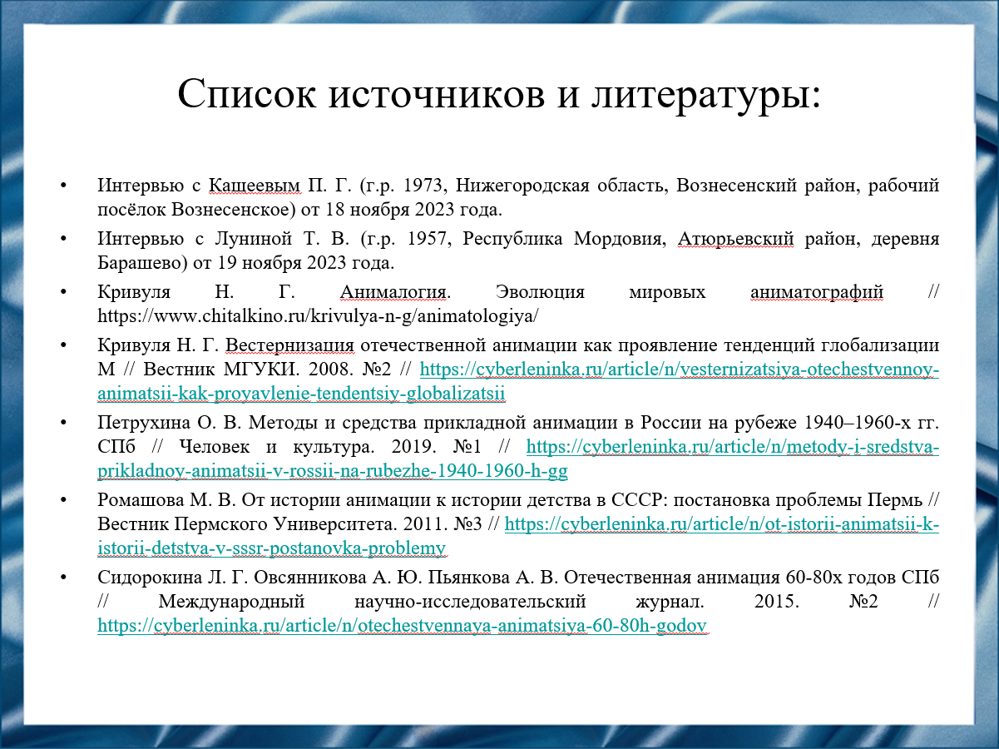 Список источников и литературы:
• Интервью с Кащеевым П. Г. (г.р. 1973, Нижегородская область, Вознесенский район, рабочий
посёлок Вознесенское) от 18 ноября 2023 года.
• Интервью с Луниной Т. В. (г.р. 1957, Республика Мордовия, Атюрьевский район, деревня
Барашево) от 19 ноября 2023 года.
• Кривуля Н. Г. Анималогия. Эволюция мировых аниматографий //
https://www.chitalkino.ru/krivulya-n-g/animatologiya/
• Кривуля Н. Г. Вестернизация отечественной анимации как проявление тенденций глобализации
М // Вестник МГУКИ. 2008. №2 // https://cyberleninka.ru/article/n/vesternizatsiya-otechestvennoy-
animatsii-kak-proyavlenie-tendentsiy-globalizatsii
• Петрухина О. В. Методы и средства прикладной анимации в России на рубеже 1940–1960-х гг.
СПб // Человек и культура. 2019. №1 // https://cyberleninka.ru/article/n/metody-i-sredstva-
prikladnoy-animatsii-v-rossii-na-rubezhe-1940-1960-h-gg
• Ромашова М. В. От истории анимации к истории детства в СССР: постановка проблемы Пермь //
Вестник Пермского Университета. 2011. №3 // https://cyberleninka.ru/article/n/ot-istorii-animatsii-k-
istorii-detstva-v-sssr-postanovka-problemy
• Сидорокина Л. Г. Овсянникова А. Ю. Пьянкова А. В. Отечественная анимация 60-80х годов СПб
// Международный научно-исследовательский журнал. 2015. №2 //
https://cyberleninka.ru/article/n/otechestvennaya-animatsiya-60-80h-godov